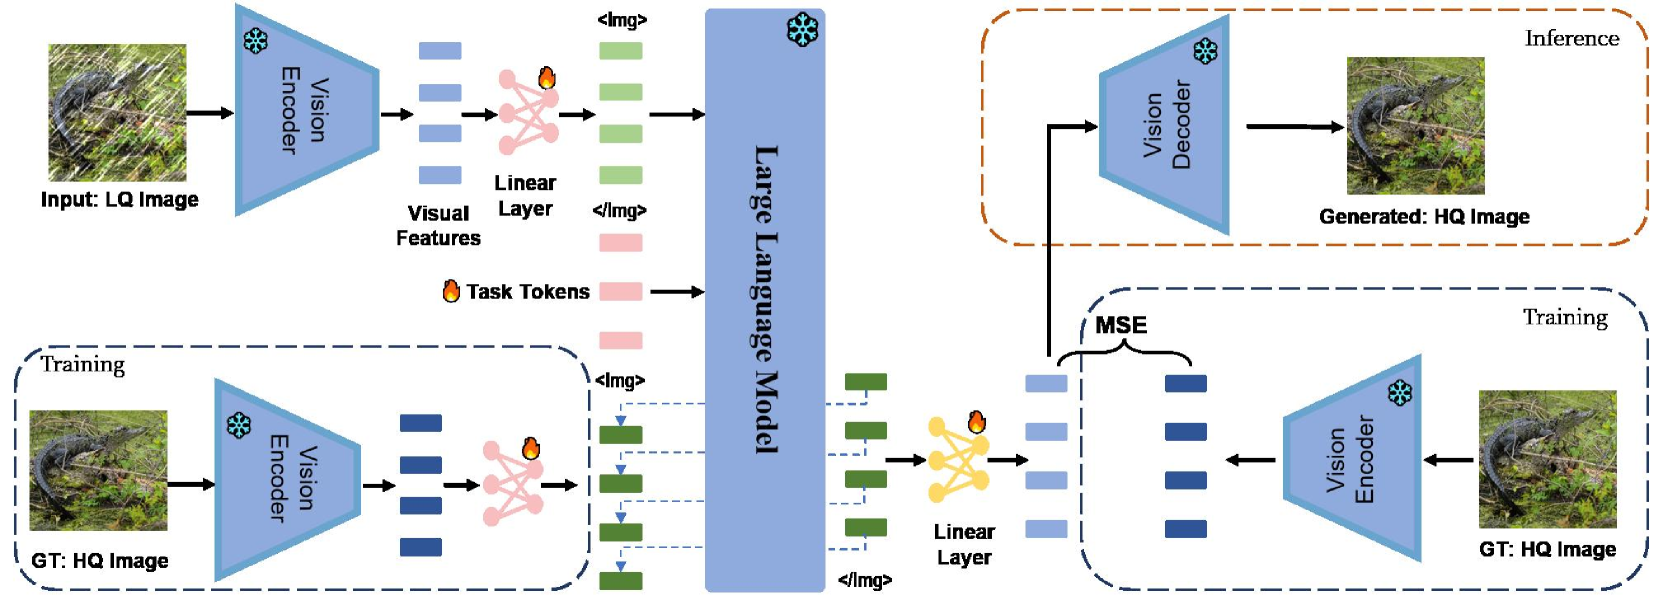 <Img>
Vision
Encoder
Input: LQ Image
Visual
Features
Linear
Layer
</Img>
Task Tokens
Training
<Img>
Vision
Encoder
GT: HQ Image
Large Language Model
</Img>
Linear
Layer
Inference
Vision
Decoder
Generated: HQ Image
Training
MSE
Vision
Encoder
GT: HQ Image